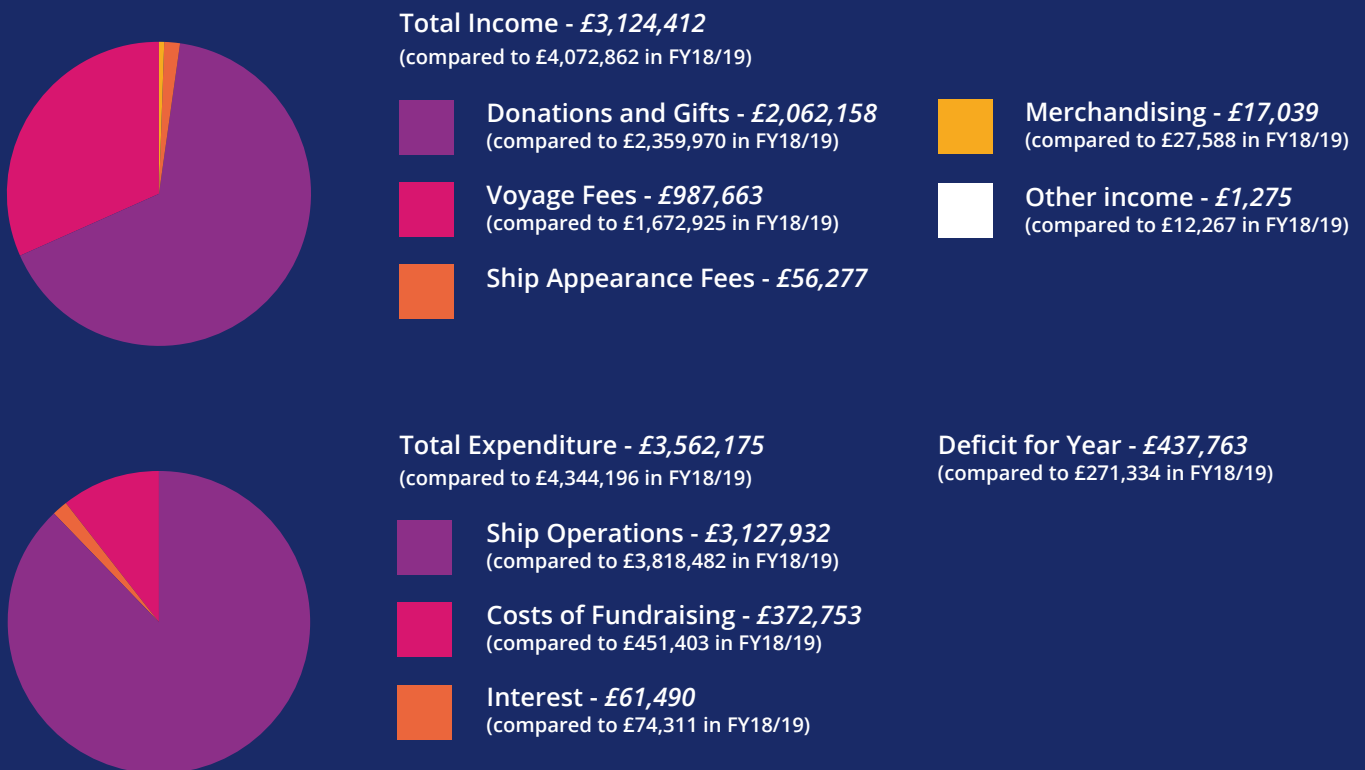 Total Income - £3,124,412
(compared to £4,072,862 in FY18/19)
Donations and Gifts - £2,062,158
(compared to £2,359,970 in FY18/19)
Voyage Fees - £987,663
(compared to £1,672,925 in FY18/19)
Ship Appearance Fees - £56,277
Merchandising - £17,039
(compared to £27,588 in FY18/19)
Other income - £1,275
(compared to £12,267 in FY18/19)
Total Expenditure - £3,562,175
(compared to £4,344,196 in FY18/19)
Ship Operations - £3,127,932
(compared to £3,818,482 in FY18/19)
Costs of Fundraising - £372,753
(compared to £451,403 in FY18/19)
Interest - £61,490
(compared to £74,311 in FY18/19)
Deficit for Year - £437,763
(compared to £271,334 in FY18/19)